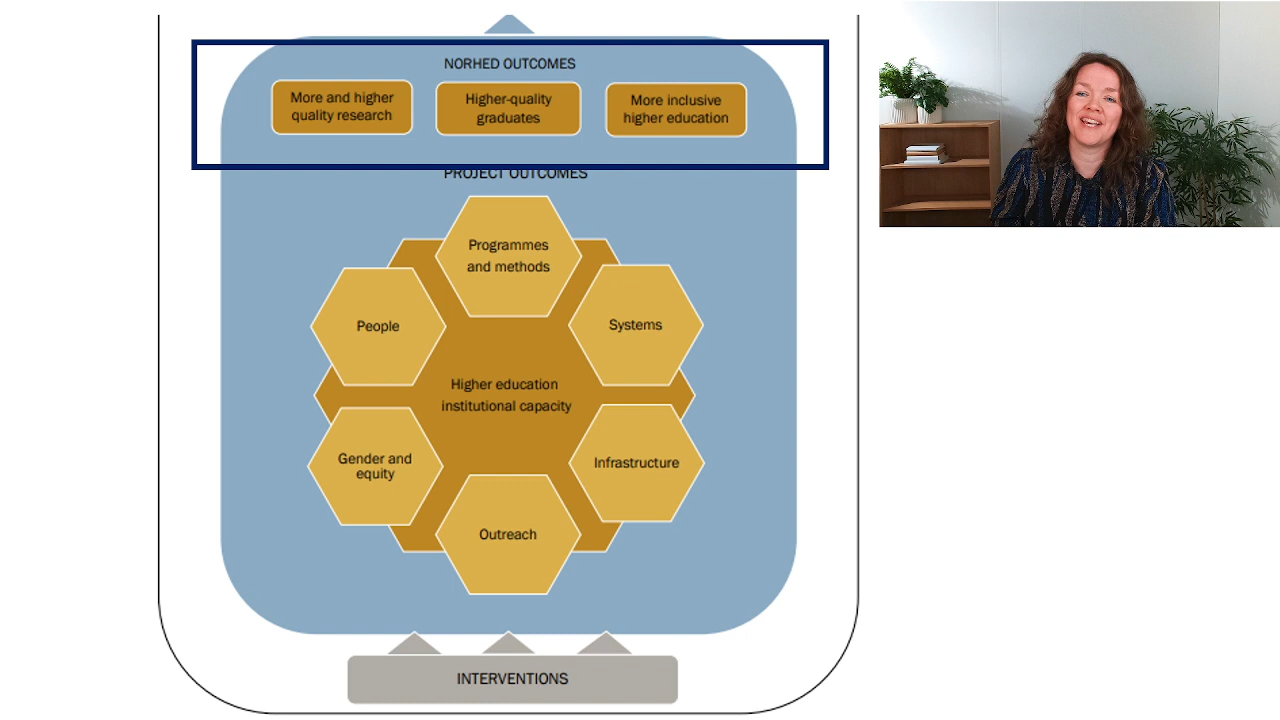 NORHED OUTCOMES
More and higher
quality research
Higher-quality
graduates
More inclusive
higher education
PROJECT OUTCOMES
Programmes
and methods
People
Systems
Higher education
institutional capacity
Gender and
equity
Infrastructure
Outreach
INTERVENTIONS